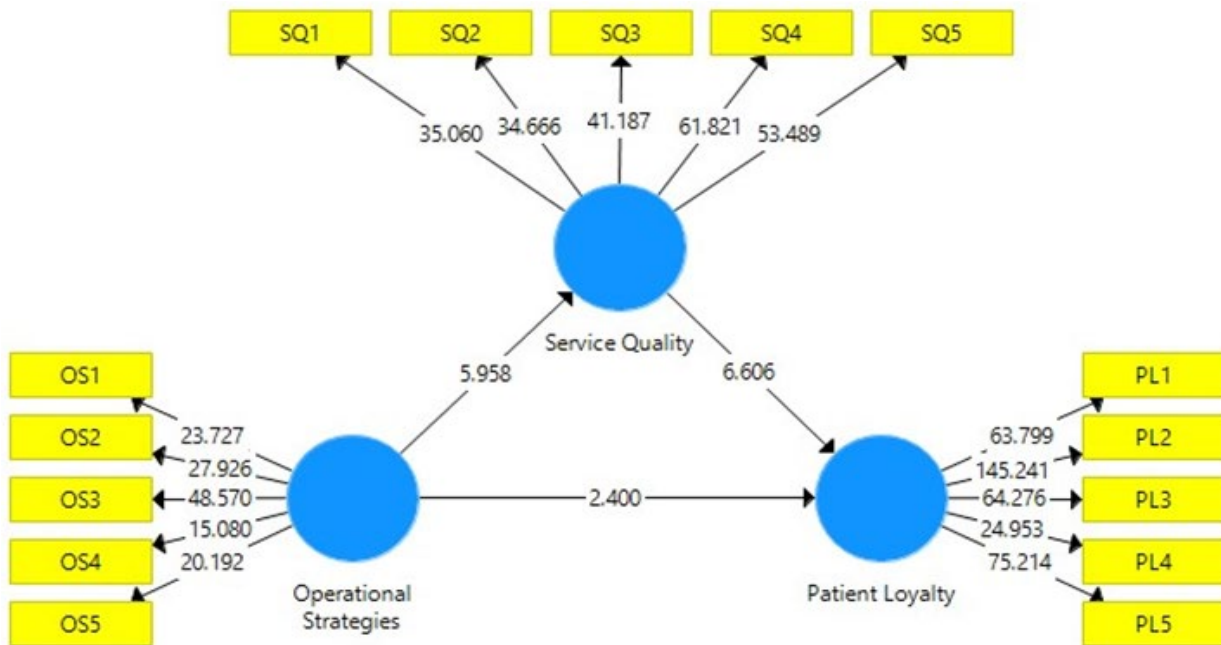 SQ1
SQ2
SQ3
SQ4
SQ5
35.060
34.666
41.187
61.821
53.489
Service Quality
5.958
6.606
OS1
OS2
OS3
OS4
OS5
23.727
27.926
48.570
15.080
20.192
Operational
Strategies
2.400
Patient Loyalty
63.799
145.241
64.276
24.953
75.214
PL1
PL2
PL3
PL4
PL5